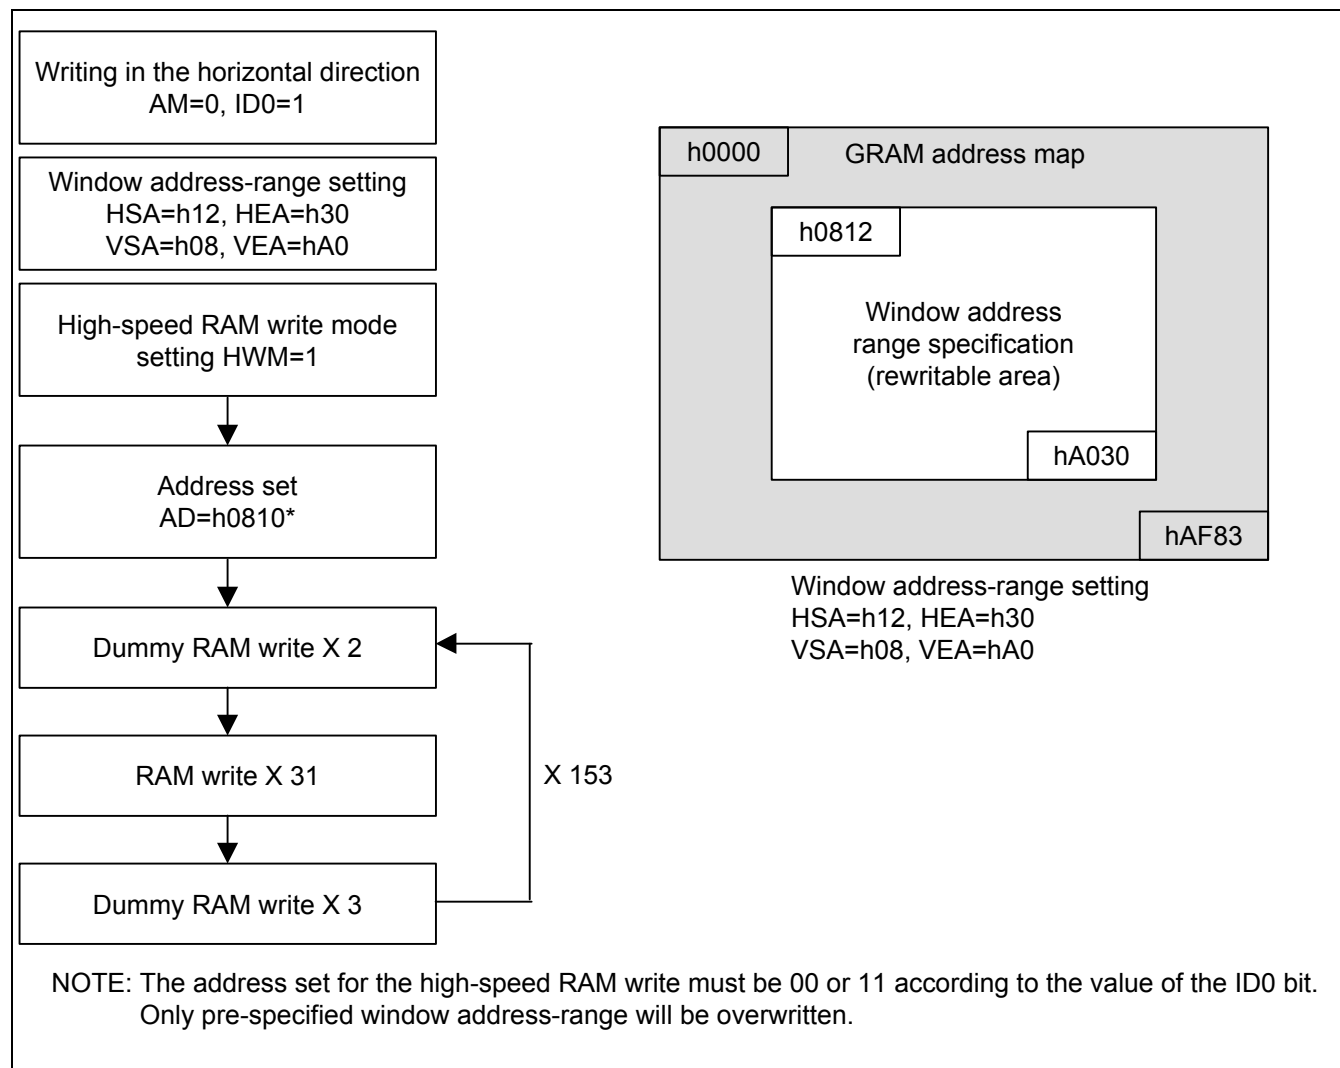 Writing in the horizontal direction
AM=0, ID0=1
Window address-range setting
HSA=h12, HEA=h30
VSA=h08, VEA=hA0
High-speed RAM write mode
setting HWM=1
Address set
AD=h0810*
Dummy RAM write X 2
RAM write X 31
X 153
Dummy RAM write X 3
h0000
GRAM address map
h0812
Window address
range specification
(rewritable area)
hA030
hAF83
Window address-range setting
HSA=h12, HEA=h30
VSA=h08, VEA=hA0
NOTE: The address set for the high-speed RAM write must be 00 or 11 according to the value of the ID0 bit.
Only pre-specified window address-range will be overwritten.